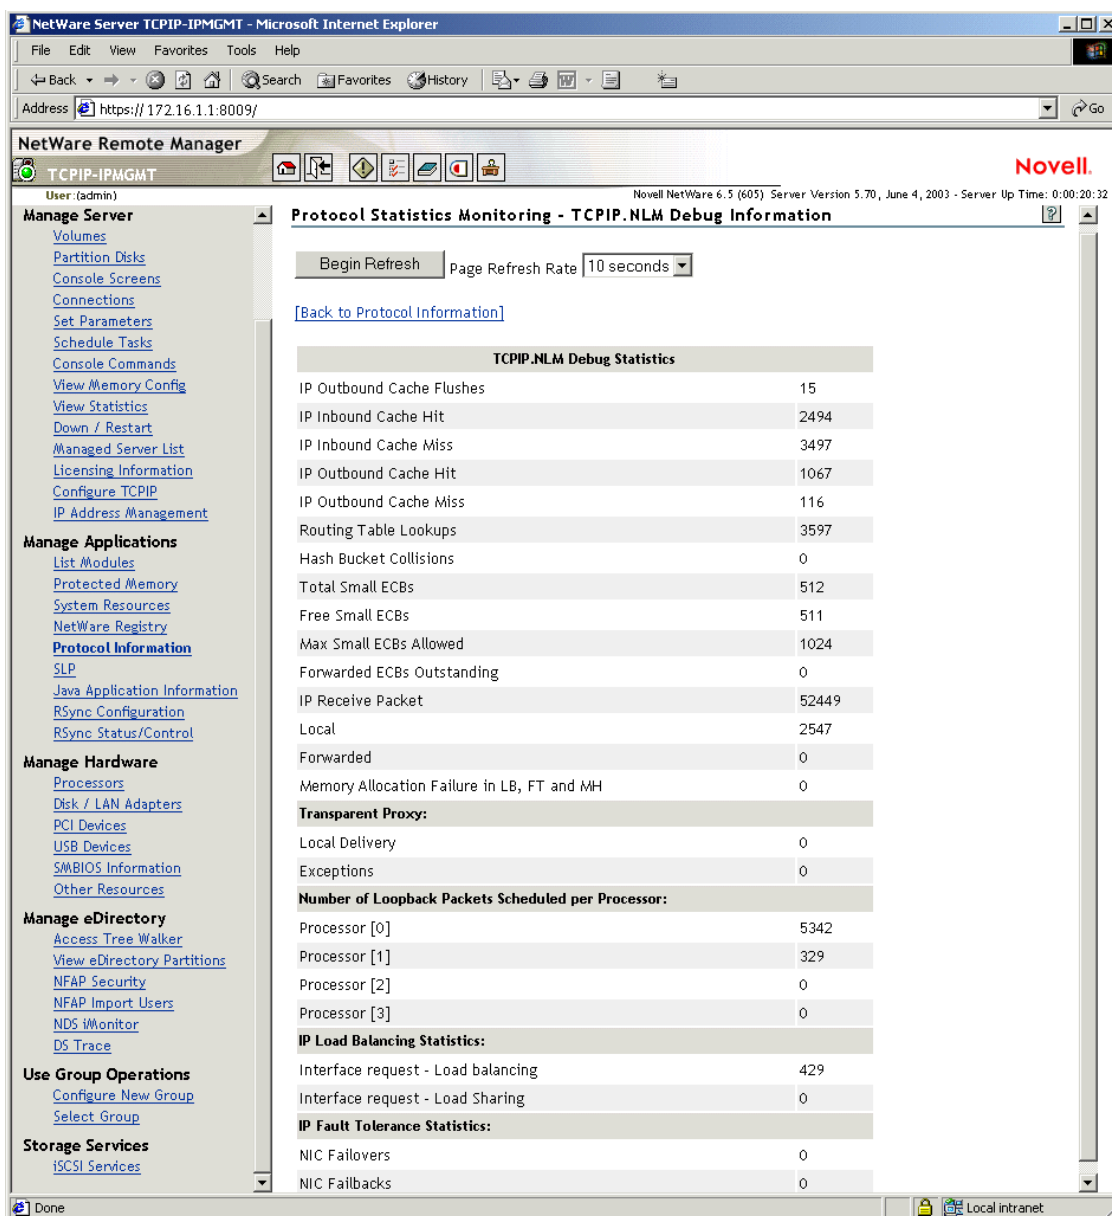 NetWare Server TCPIP-IPMGMT - Microsoft Internet Explorer
File Edit View Favorites Tools Help
Back Search Favorites History
Address https://172.16.1.1:8009/ Go
NetWare Remote Manager
TCPIP-IPMGMT
Novell.
User:(admin)
Novell NetWare 6.5 (605) Server Version 5.70, June 4, 2003 - Server Up Time: 0:00:20:32
Manage Server
Volumes
Partition Disks
Console Screens
Connections
Set Parameters
Schedule Tasks
Console Commands
View Memory Config
View Statistics
Down / Restart
Managed Server List
Licensing Information
Configure TCPIP
IP Address Management
Manage Applications
List Modules
Protected Memory
System Resources
NetWare Registry
Protocol Information
SLP
Java Application Information
RSync Configuration
RSync Status/Control
Manage Hardware
Processors
Disk / LAN Adapters
PCI Devices
USB Devices
SMBIOS Information
Other Resources
Manage eDirectory
Access Tree Walker
View eDirectory Partitions
NFAP Security
NFAP Import Users
NDS iMonitor
DS Trace
Use Group Operations
Configure New Group
Select Group
Storage Services
iSCSI Services
Protocol Statistics Monitoring - TCPIP.NLM Debug Information ?
Begin Refresh Page Refresh Rate 10 seconds
[Back to Protocol Information]
TCPIP.NLM Debug Statistics
IP Outbound Cache Flushes 15
IP Inbound Cache Hit 2494
IP Inbound Cache Miss 3497
IP Outbound Cache Hit 1067
IP Outbound Cache Miss 116
Routing Table Lookups 3597
Hash Bucket Collisions 0
Total Small ECBs 512
Free Small ECBs 511
Max Small ECBs Allowed 1024
Forwarded ECBs Outstanding 0
IP Receive Packet 52449
Local 2547
Forwarded 0
Memory Allocation Failure in LB, FT and MH 0
Transparent Proxy:
Local Delivery 0
Exceptions 0
Number of Loopback Packets Scheduled per Processor:
Processor [0] 5342
Processor [1] 329
Processor [2] 0
Processor [3] 0
IP Load Balancing Statistics:
Interface request - Load balancing 429
Interface request - Load Sharing 0
IP Fault Tolerance Statistics:
NIC Failovers 0
NIC Failbacks 0
Done
Local intranet